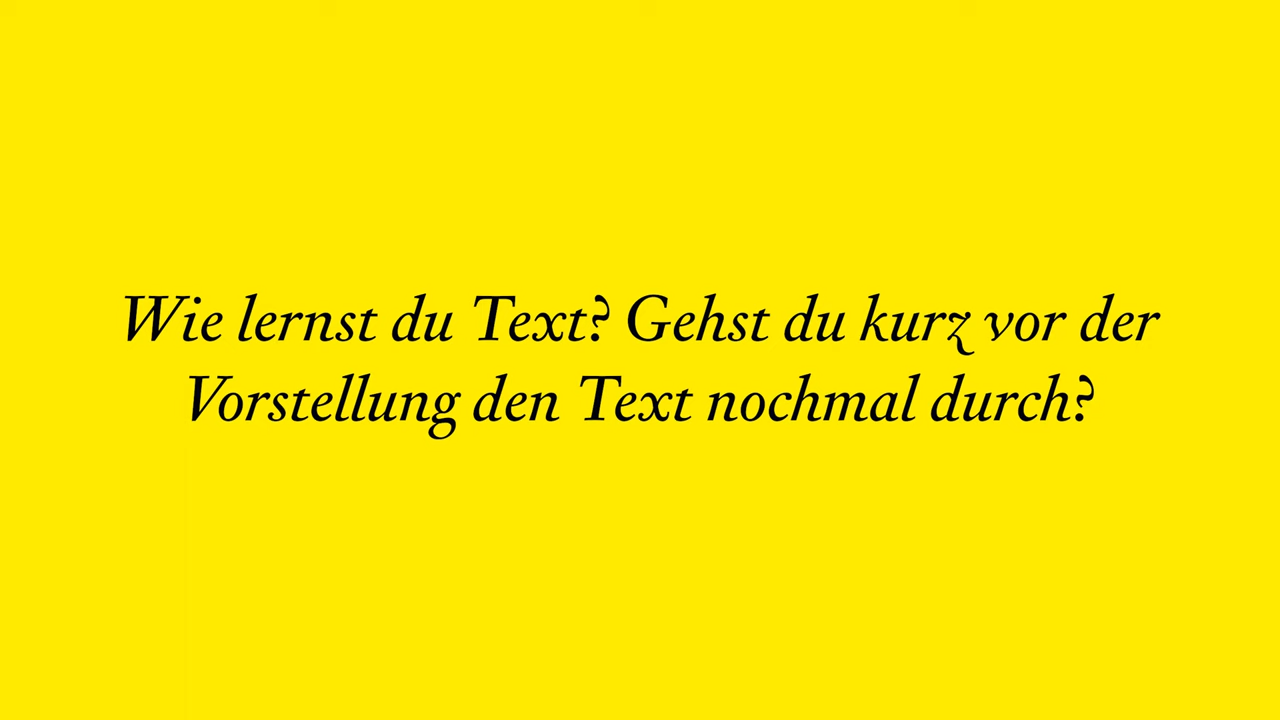 Wie lernst du Text? Gehst du kurz vor der
Vorstellung den Text nochmal durch?